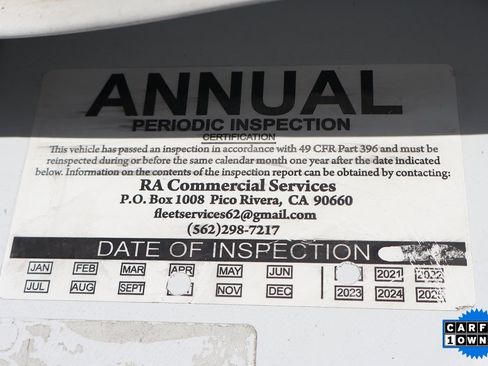 ANNUAL
PERIODIC INSPECTION
CERTIFICATION
This vehicle has passed an inspection in accordance with 49 CFR Part 396 and must be
reinspected during or before the same calendar month one year after the date indicated
below. Information on the contents of the inspection report can be obtained by contacting:
RA Commercial Services
P.O. Box 1008 Pico Rivera, CA 90660
fleetservices62@gmail.com
(562)298-7217
DATE OF INSPECTION
JAN FEB MAR APR MAY JUN 2021 2022
JUL AUG SEPT NOV DEC 2023 2024 2025
CARF
1 OWN